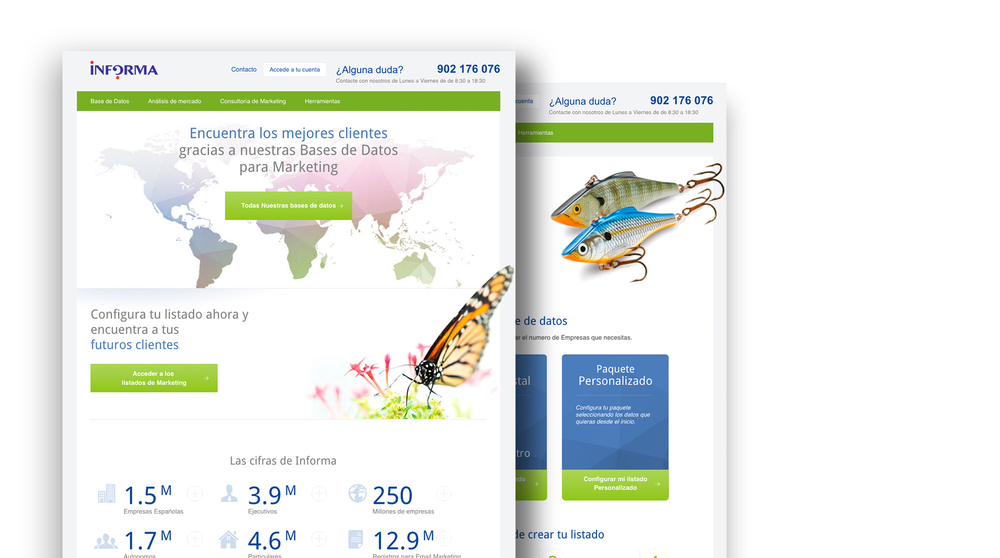 INFORMA
Contacto
Accede a tu cuenta
¿Alguna duda?
902 176 076
Contacte con nosotros de Lunes a Viernes de de 8:30 a 18:30
Base de Datos
Análisis de mercado
Consultoría de Marketing
Herramientas
Encuentra los mejores clientes
gracias a nuestras Bases de Datos
para Marketing
Todas Nuestras bases de datos
Configura tu listado ahora y
encuentra a tus
futuros clientes
Acceder a los
listados de Marketing
Las cifras de Informa
1.5 M
Empresas Españolas
3.9 M
Ejecutivos
250
Millones de empresas
1.7 M
Autonomos
4.6 M
Particulares
12.9 M
Registros para Email Marketing
cuenta
¿Alguna duda?
902 176 076
Contacte con nosotros de Lunes a Viernes de de 8:30 a 18:30
Herramientas
e de datos
ar el numero de Empresas que necesitas.
stal
tro
ado
Paquete
Personalizado
Configura tu paquete
seleccionando los datos que
quieras desde el inicio.
Configurar mi listado
Personalizado
de crear tu listado